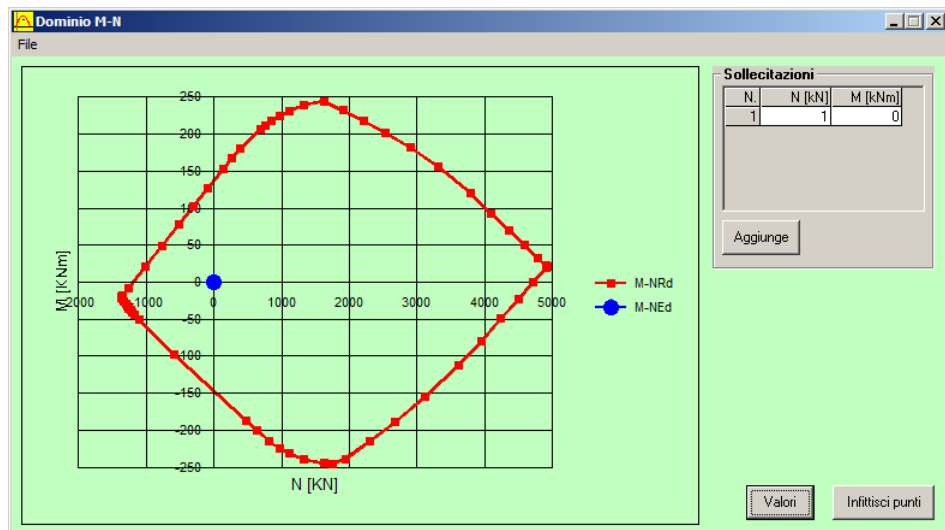 Dominio M-N
File
250
200
150
100
50
0
-2000 -1000 0 1000 2000 3000 4000 5000
-50
-100
-150
-200
-250
M [KNm]
N [KN]
M-NRd
M-NEd
Sollecitazioni
N. N [kN] M [kNm]
1 1 0
Aggiunge
Valori Infittisci punti